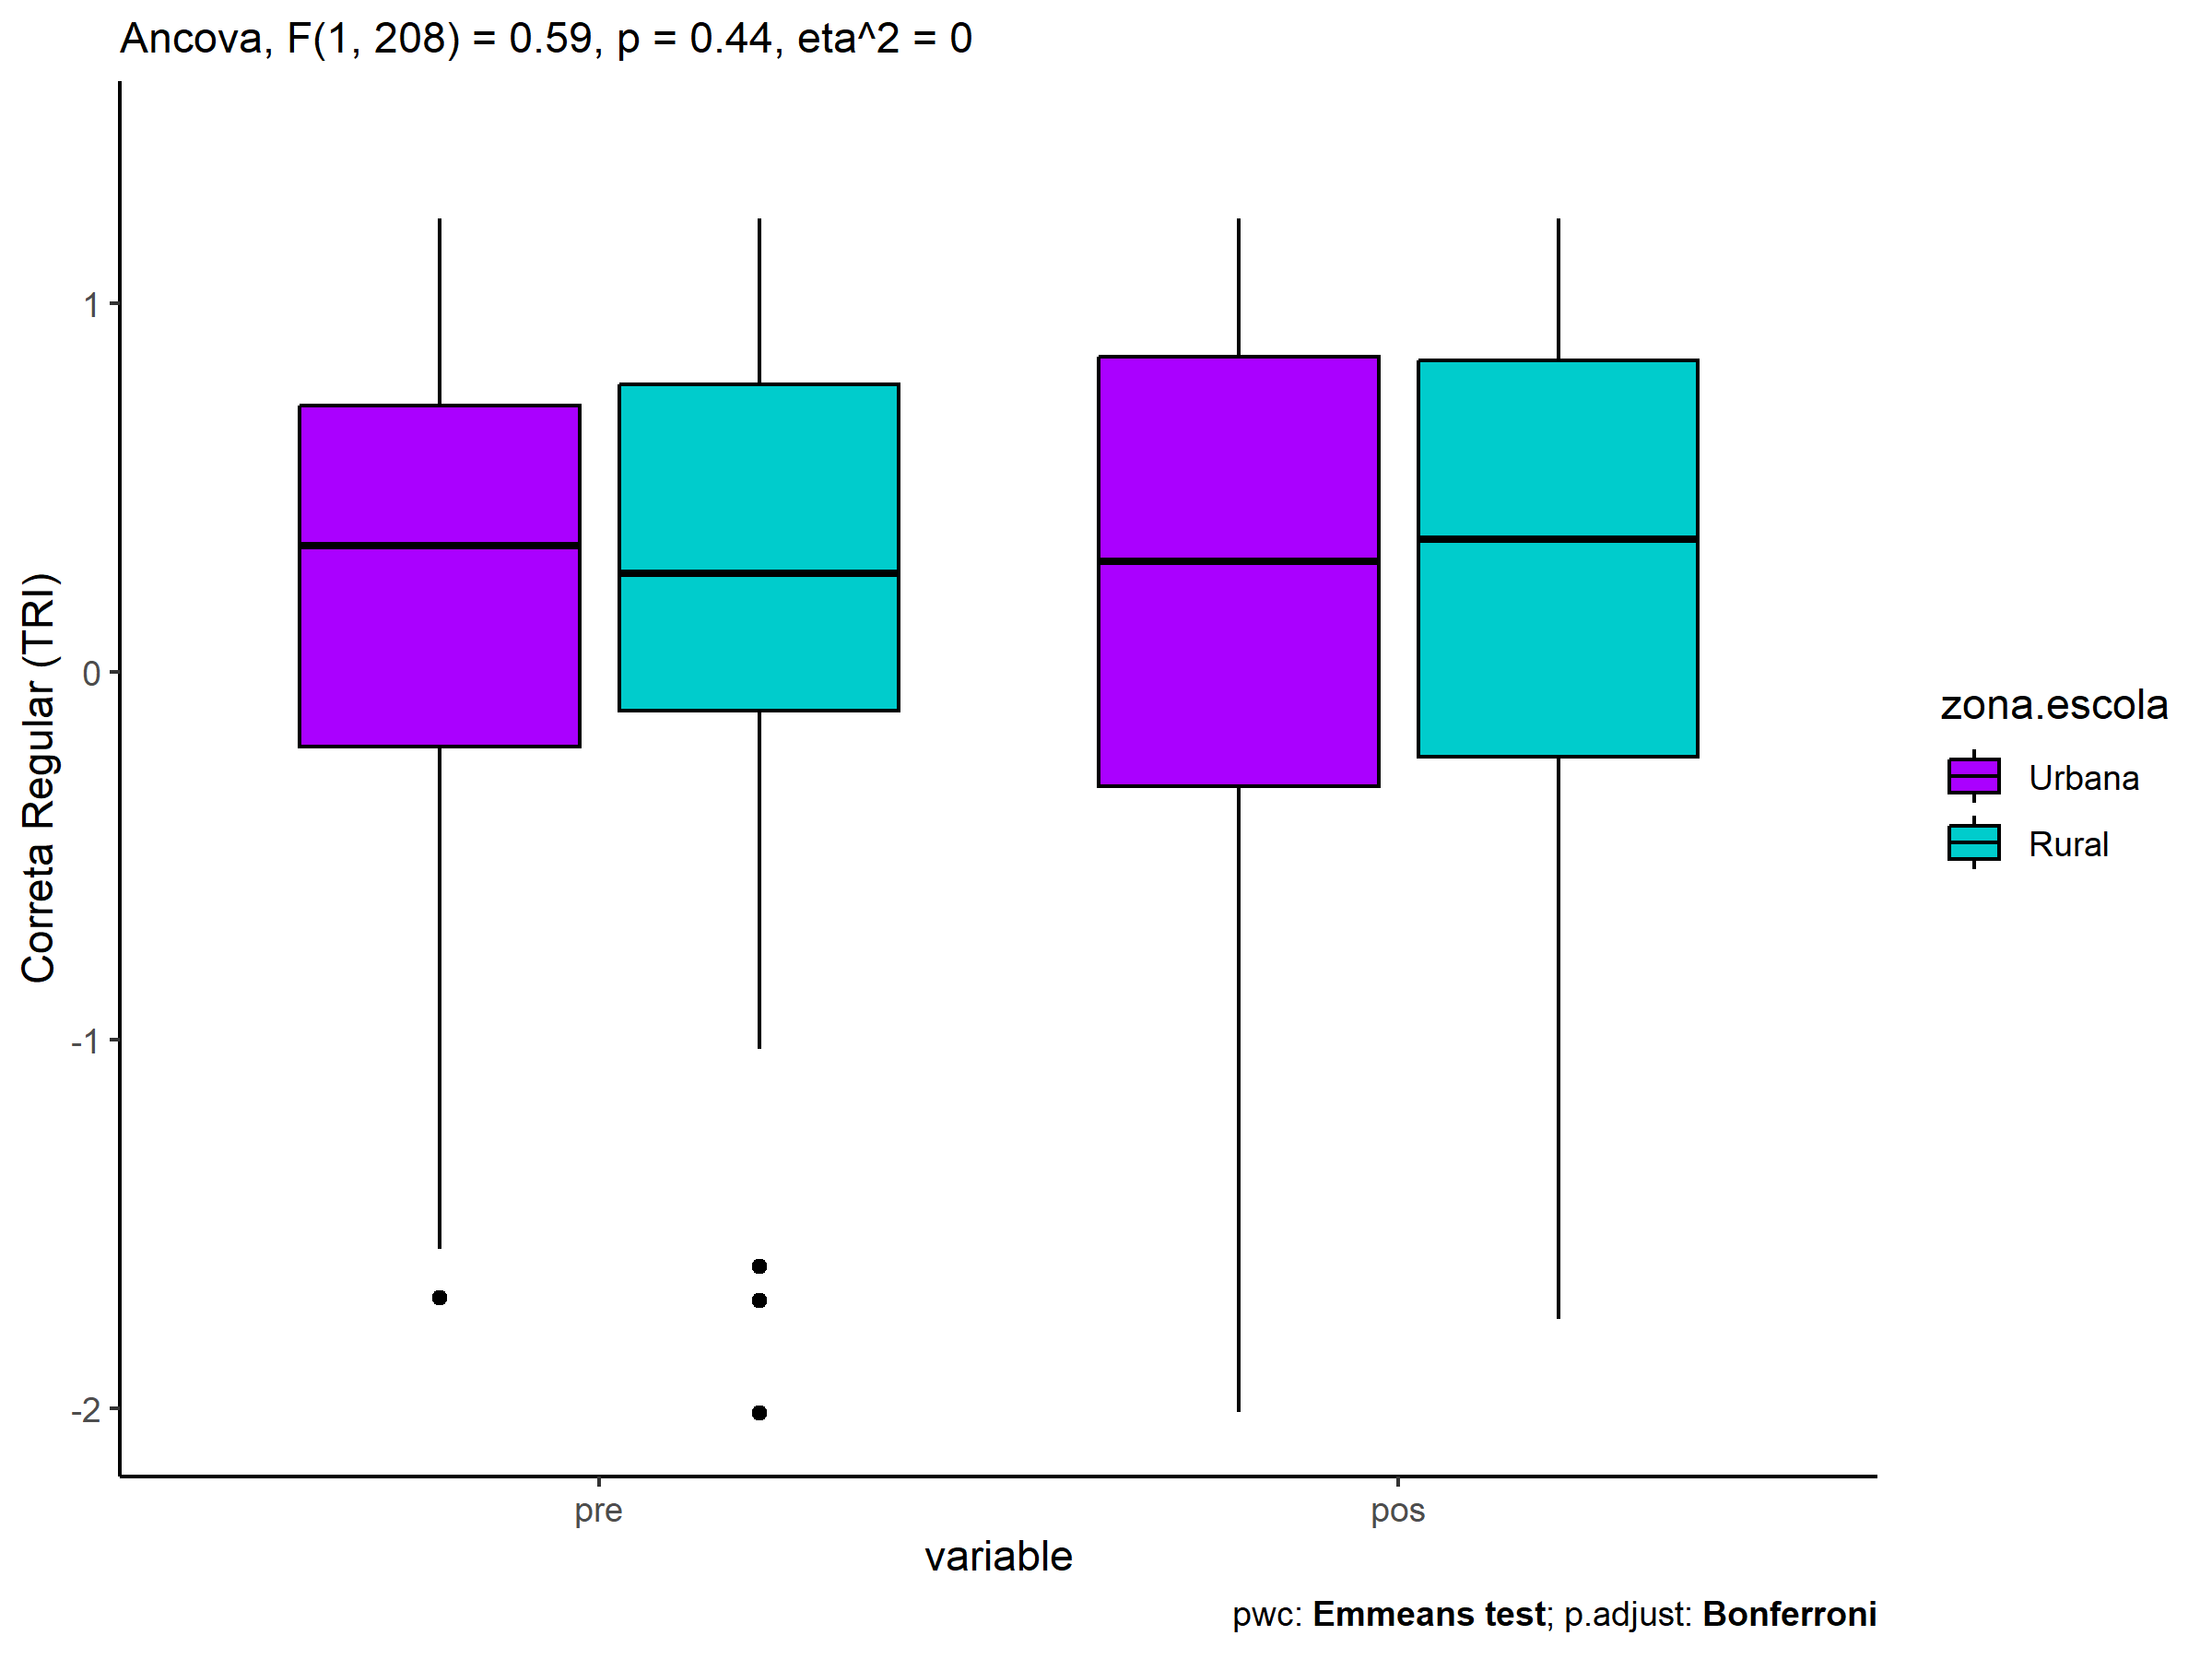 Ancova, F(1, 208) = 0.59, p = 0.44, eta^2 = 0
Correta Regular (TRI)
1
0
-1
-2
pre
pos
variable
zona.escola
Urbana
Rural
pwc: Emmeans test; p.adjust: Bonferroni